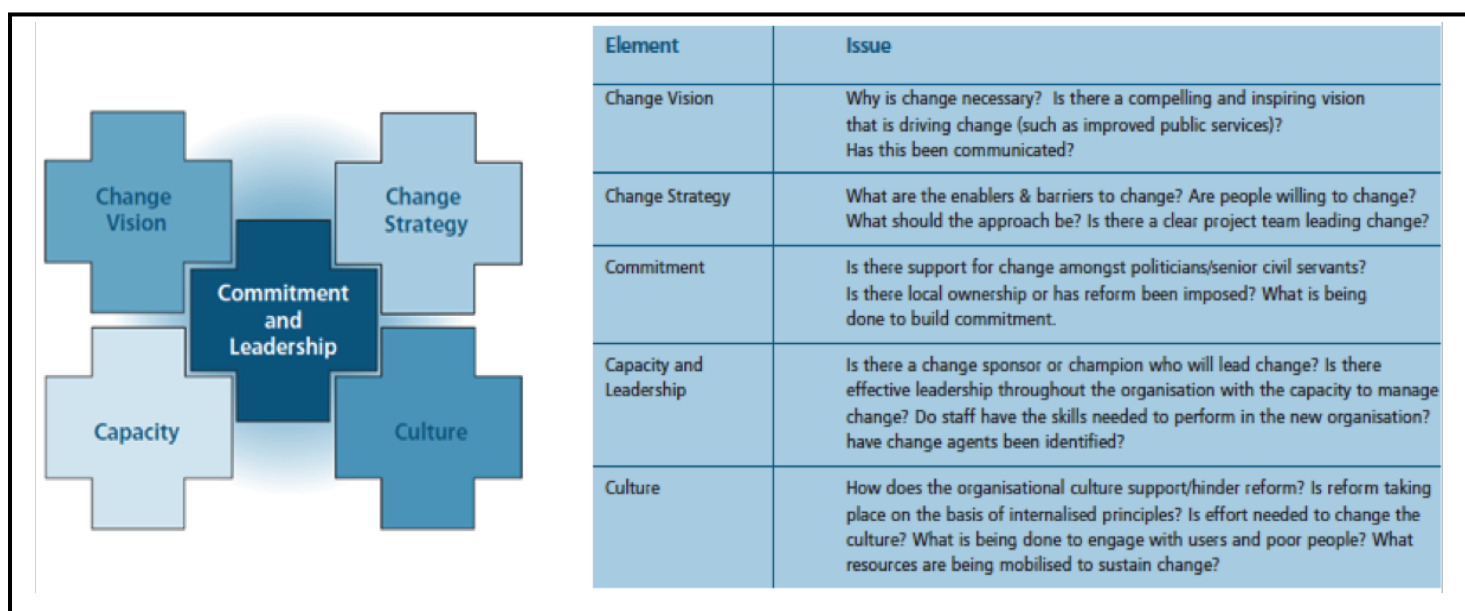 Change
Vision
Change
Strategy
Commitment
and
Leadership
Capacity
Culture
Element Issue
Change Vision Why is change necessary? Is there a compelling and inspiring vision
that is driving change (such as improved public services)?
Has this been communicated?
Change Strategy What are the enablers & barriers to change? Are people willing to change?
What should the approach be? Is there a clear project team leading change?
Commitment Is there support for change amongst politicians/senior civil servants?
Is there local ownership or has reform been imposed? What is being
done to build commitment.
Capacity and Is there a change sponsor or champion who will lead change? Is there
Leadership effective leadership throughout the organisation with the capacity to manage
change? Do staff have the skills needed to perform in the new organisation?
have change agents been identified?
Culture How does the organisational culture support/hinder reform? Is reform taking
place on the basis of internalised principles? Is effort needed to change the
culture? What is being done to engage with users and poor people? What
resources are being mobilised to sustain change?